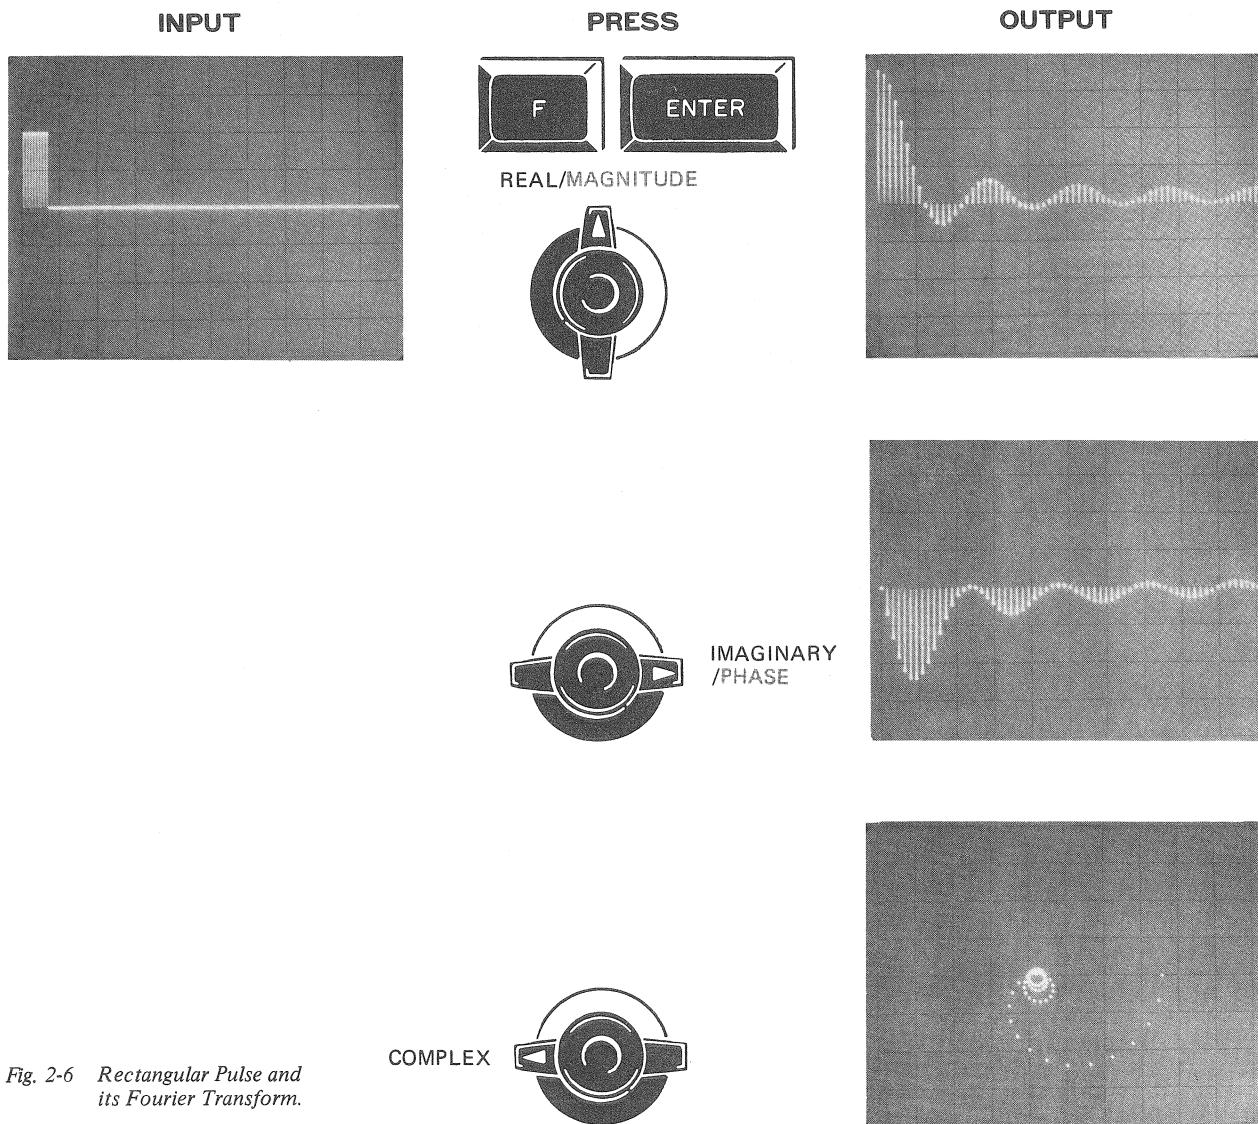 INPUT
PRESS
OUTPUT
F
ENTER
REAL/MAGNITUDE
IMAGINARY
/PHASE
COMPLEX
Fig. 2-6 Rectangular Pulse and
its Fourier Transform.